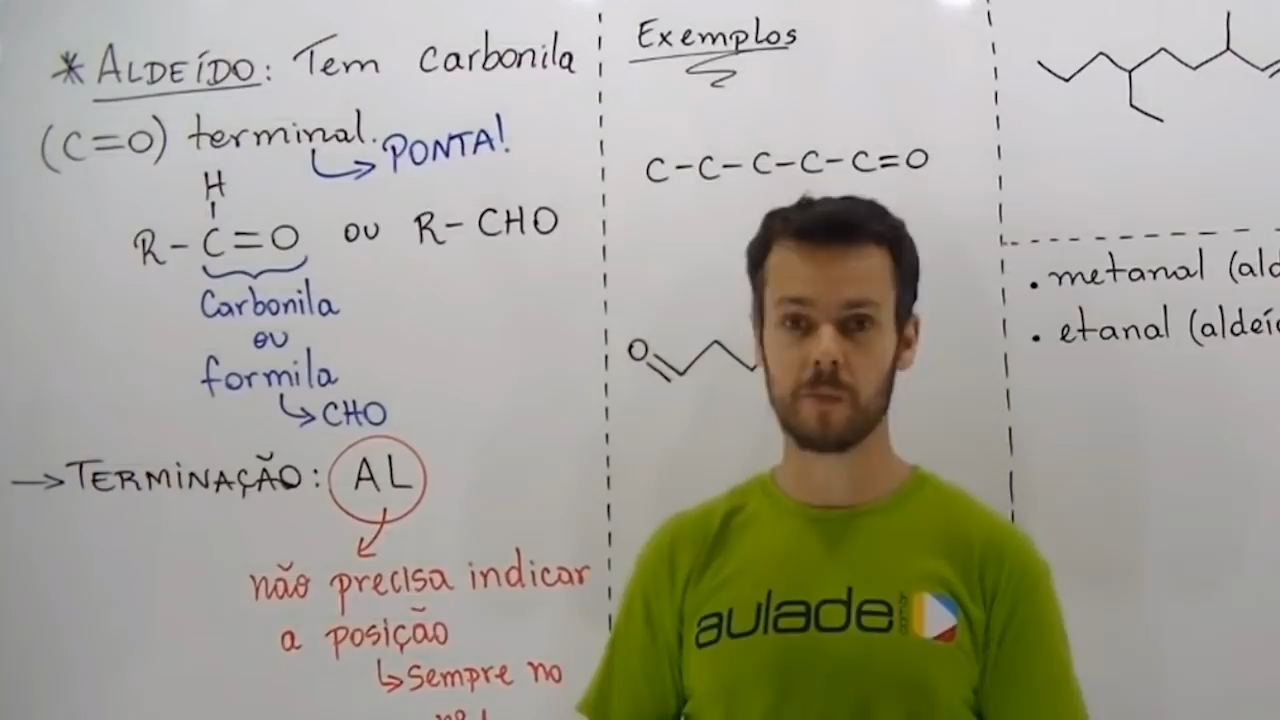 * ALDEÍDO: Tem carbonila
(C=O) terminal.
↳ PONTA!
H
R-C=O ou R-CHO
Carbonila
ou
formila
↳ CHO
→ TERMINAÇÃO: AL
não precisa indicar
a posição
↳ Sempre no
Exemplos
C-C-C-C-C=O
O
. metanal
. etanal
aulade